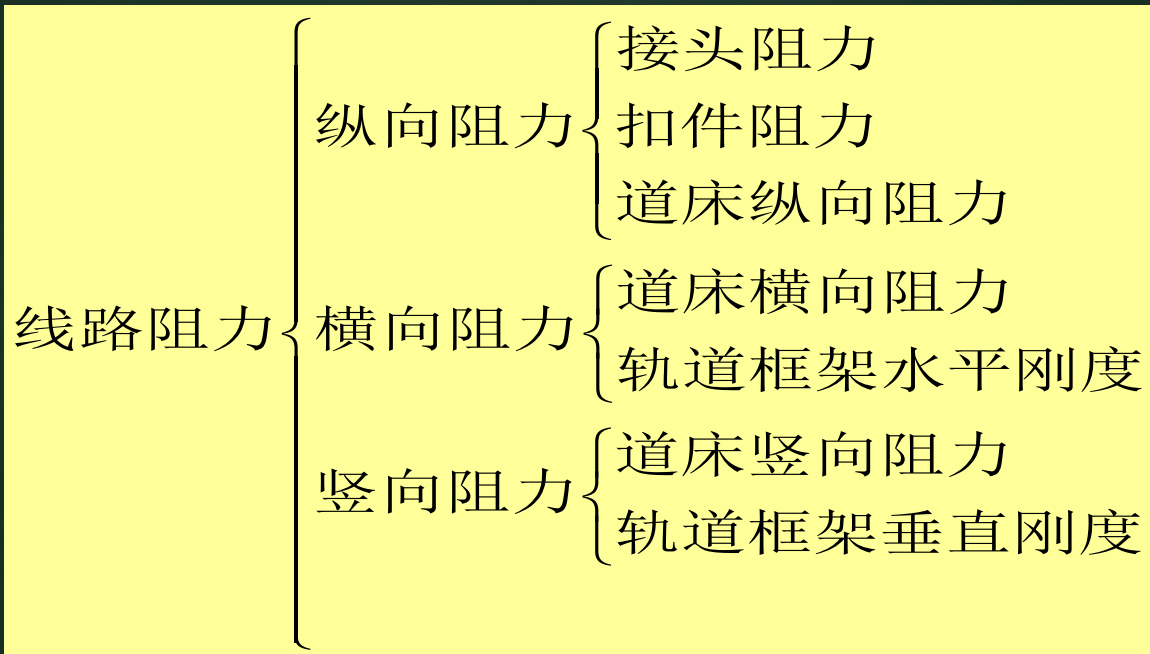 线路阻力
纵向阻力
接头阻力
扣件阻力
道床纵向阻力
横向阻力
道床横向阻力
轨道框架水平刚度
竖向阻力
道床竖向阻力
轨道框架垂直刚度